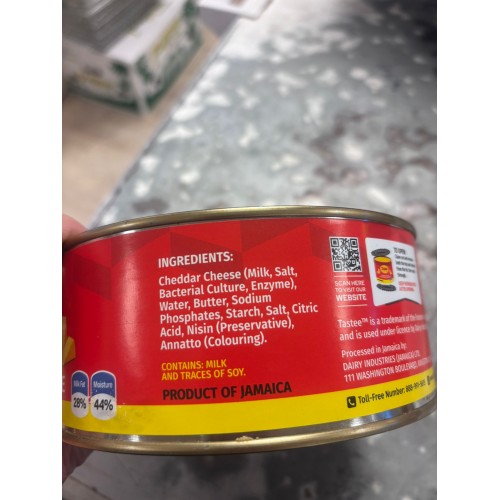 INGREDIENTS:
Cheddar Cheese (Milk, Salt,
Bacterial Culture, Enzyme),
Water, Butter, Sodium
Phosphates, Starch, Salt, Citric
Acid, Nisin (Preservative),
Annatto (Colouring).
CONTAINS: MILK
AND TRACES OF SOY.
PRODUCT OF JAMAICA
Milk Fat
28%
Moisture
44%
SCAN HERE
TO VISIT OUR
WEBSITE
TO OPEN
Tastee™ is a trademark of the
and is used under licence by
Processed in Jamaica by:
DAIRY INDUSTRIES (JAMAICA) LTD.
111 WASHINGTON BOULEVARD,
Toll-Free Number: